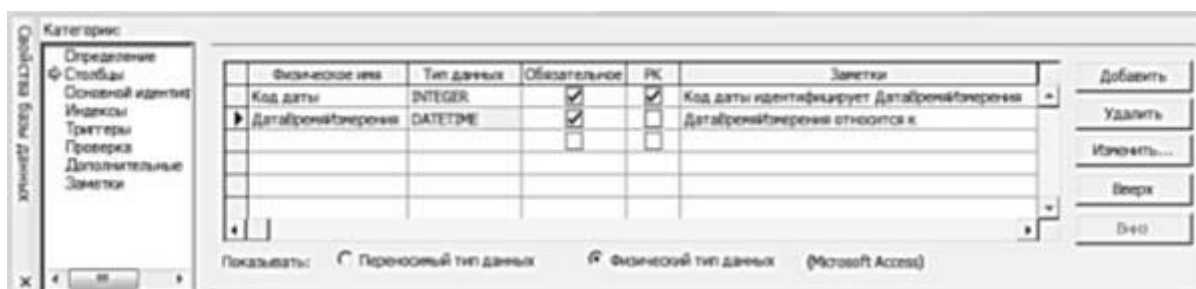 Свойства базы данных
Категории:
Определение
Столбцы
Основной идентиф
Индексы
Триггеры
Проверка
Дополнительные
Заметки
Физическое имя Тип данных Обязательное PK Заметки
Код даты INTEGER Код даты идентифицирует ДатаВремяИзмерения
ДатаВремяИзмерения DATETIME ДатаВремяИзмерения относится к
Показывать: Переносимый тип данных Физический тип данных (Microsoft Access)
Добавить
Удалить
Изменить...
Вверх
Вниз